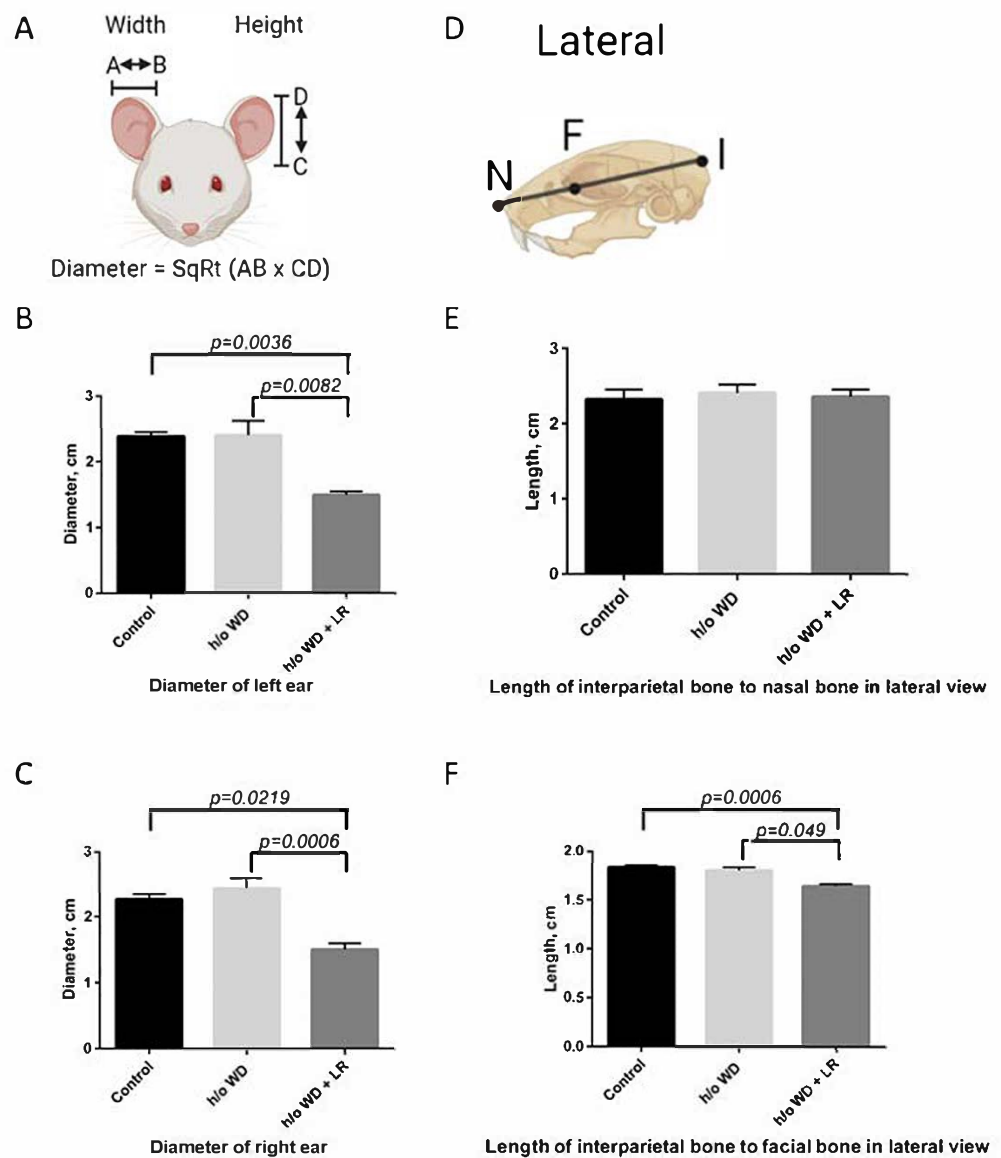 A
Width Height
A B
D
C
Diameter = SqRt (AB x CD)
B
p=0.0036
p=0.0082
3
2
1
0
Diameter, cm
Control
h/o WD
h/o WD + LR
Diameter of left ear
C
p=0.0219
p=0.0006
3
2
1
0
Diameter, cm
Control
h/o WD
h/o WD + LR
Diameter of right ear
D
Lateral
F
N
I
E
3
2
1
0
Length, cm
Control
h/o WD
h/o WD + LR
Length of interparietal bone to nasal bone in lateral view
F
p=0.0006
p=0.049
2.0
1.5
1.0
0.5
0.0
Length, cm
Control
h/o WD
h/o WD + LR
Length of interparietal bone to facial bone in lateral view